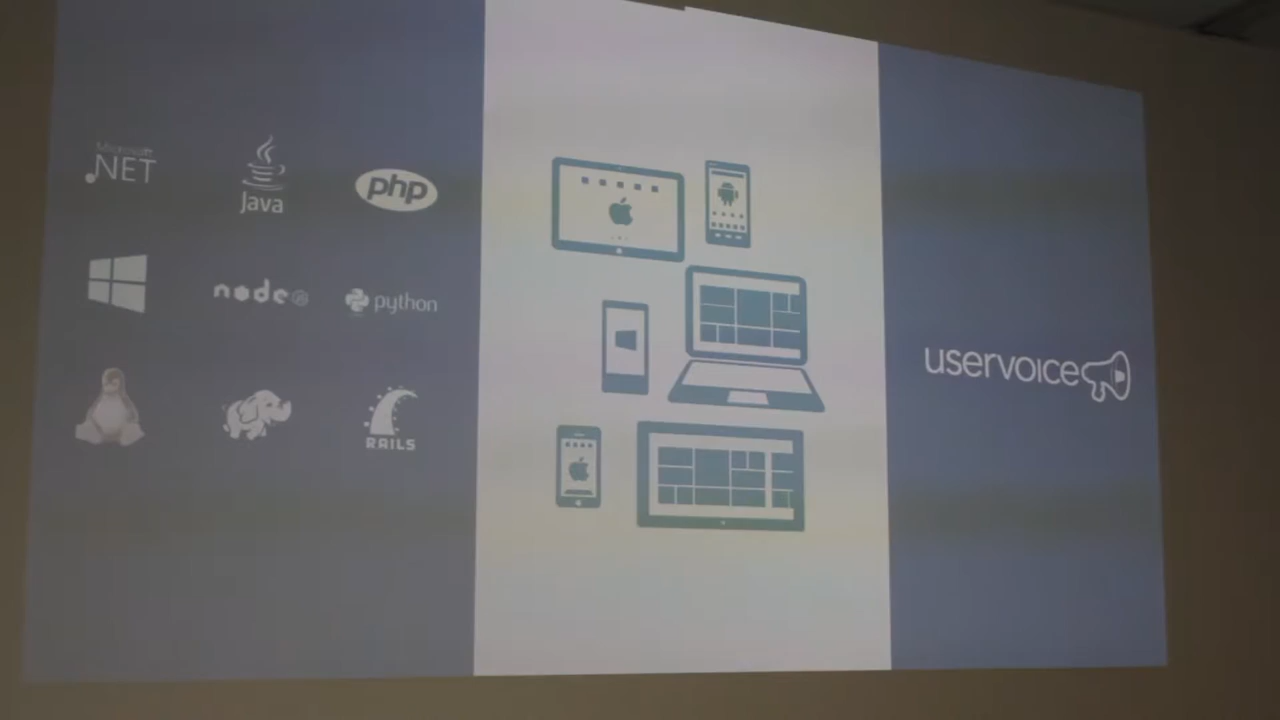 Microsoft
.NET
Java
php
node
python
RAILS
uservoice